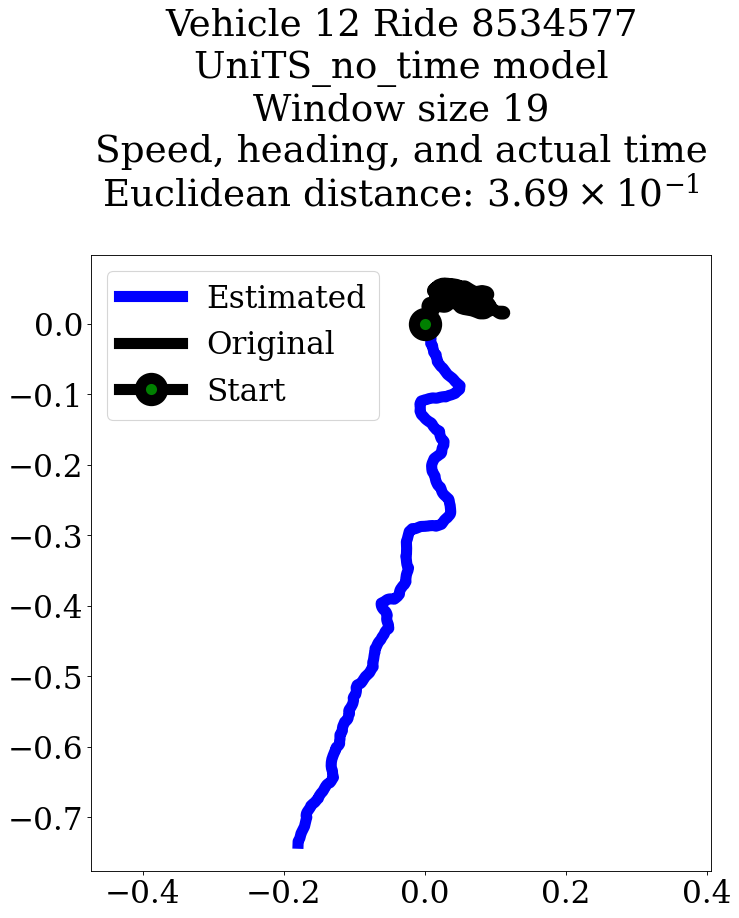 Vehicle 12 Ride 8534577
UniTS_no_time model
Window size 19
Speed, heading, and actual time
Euclidean distance: 3.69 × 10⁻¹
Estimated
Original
Start
0.0
−0.1
−0.2
−0.3
−0.4
−0.5
−0.6
−0.7
−0.4 −0.2 0.0 0.2 0.4